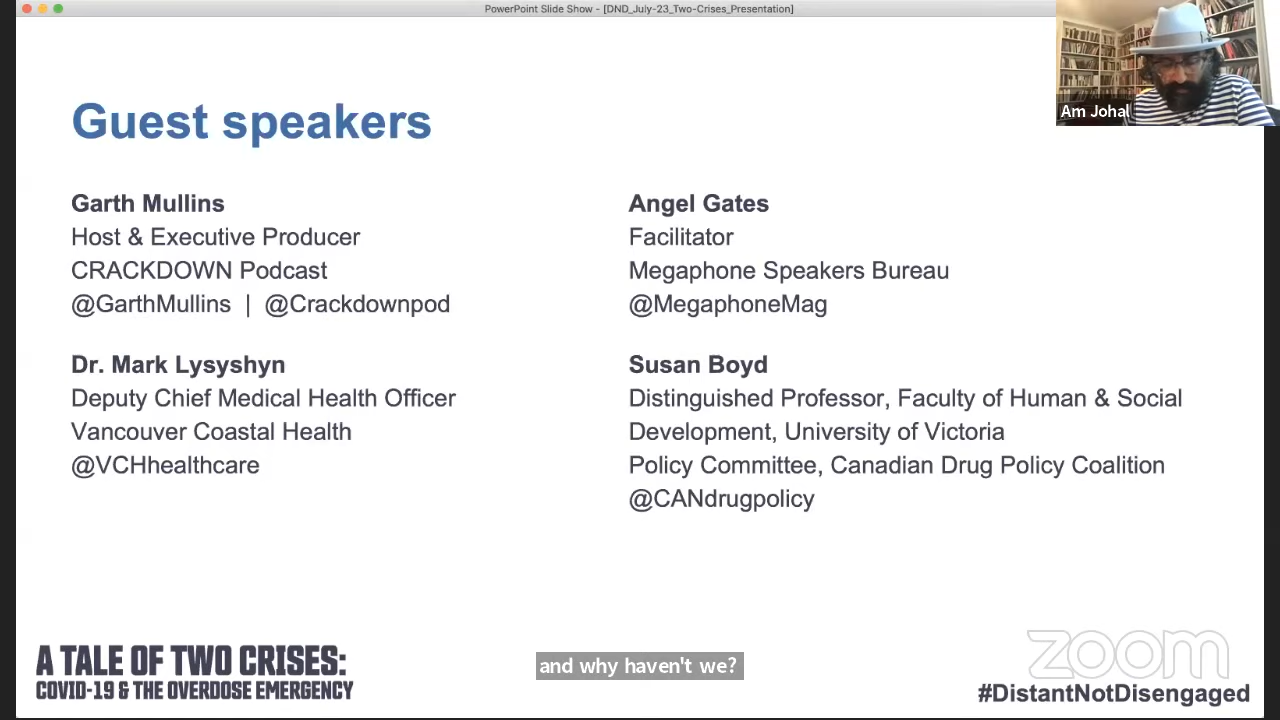 PowerPoint Slide Show - [DND_July-23_Two-Crises_Presentation]
Am Johal
Guest speakers
Garth Mullins
Host & Executive Producer
CRACKDOWN Podcast
@GarthMullins | @Crackdownpod
Dr. Mark Lysyshyn
Deputy Chief Medical Health Officer
Vancouver Coastal Health
@VCHhealthcare
Angel Gates
Facilitator
Megaphone Speakers Bureau
@MegaphoneMag
Susan Boyd
Distinguished Professor, Faculty of Human & Social
Development, University of Victoria
Policy Committee, Canadian Drug Policy Coalition
@CANdrugpolicy
A TALE OF TWO CRISES:
COVID-19 & THE OVERDOSE EMERGENCY
and why haven't we?
zoom
#DistantNotDisengaged